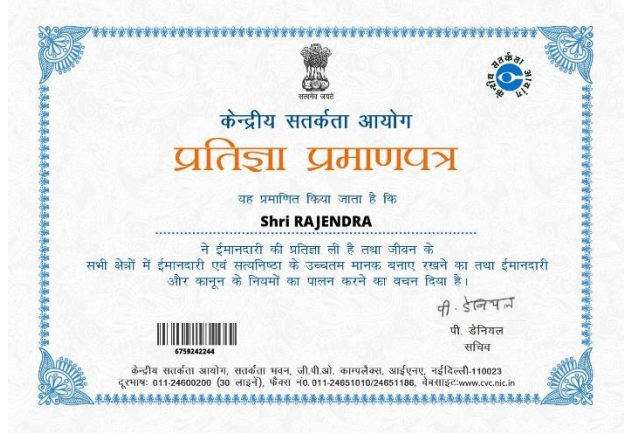 सत्यमेव जयते
केन्द्रीय सतर्कता आयोग
केन्द्रीय सतर्कता आयोग
प्रतिज्ञा प्रमाणपत्र
यह प्रमाणित किया जाता है कि
Shri RAJENDRA
ने ईमानदारी की प्रतिज्ञा ली है तथा जीवन के
सभी क्षेत्रों में ईमानदारी एवं सत्यनिष्ठा के उच्चतम मानक बनाए रखने का तथा ईमानदारी
और कानून के नियमों का पालन करने का वचन दिया है।
पी. डेनियल
पी. डेनियल
सचिव
6759242244
केन्द्रीय सतर्कता आयोग, सतर्कता भवन, जी.पी.ओ. काम्पलैक्स, आईएनए, नईदिल्ली-110023
दूरभाषः 011-24600200 (30 लाइनें), फैक्स नं०. 011-24651010/24651186, वेबसाइटःwww.cvc.nic.in